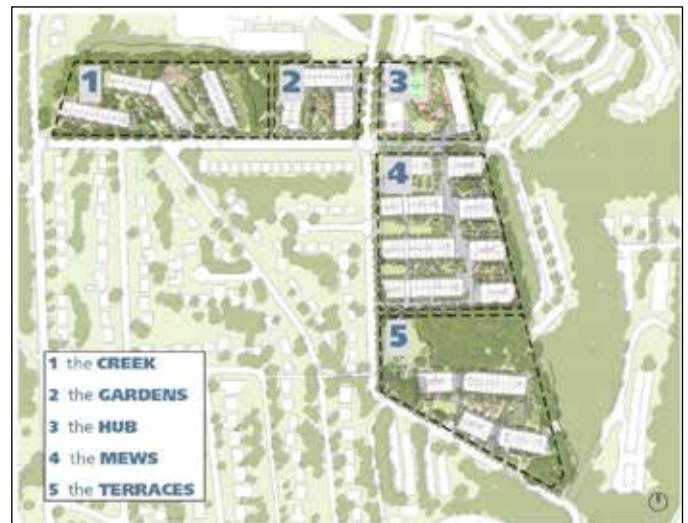 1
2
3
4
5
1 the CREEK
2 the GARDENS
3 the HUB
4 the MEWS
5 the TERRACES